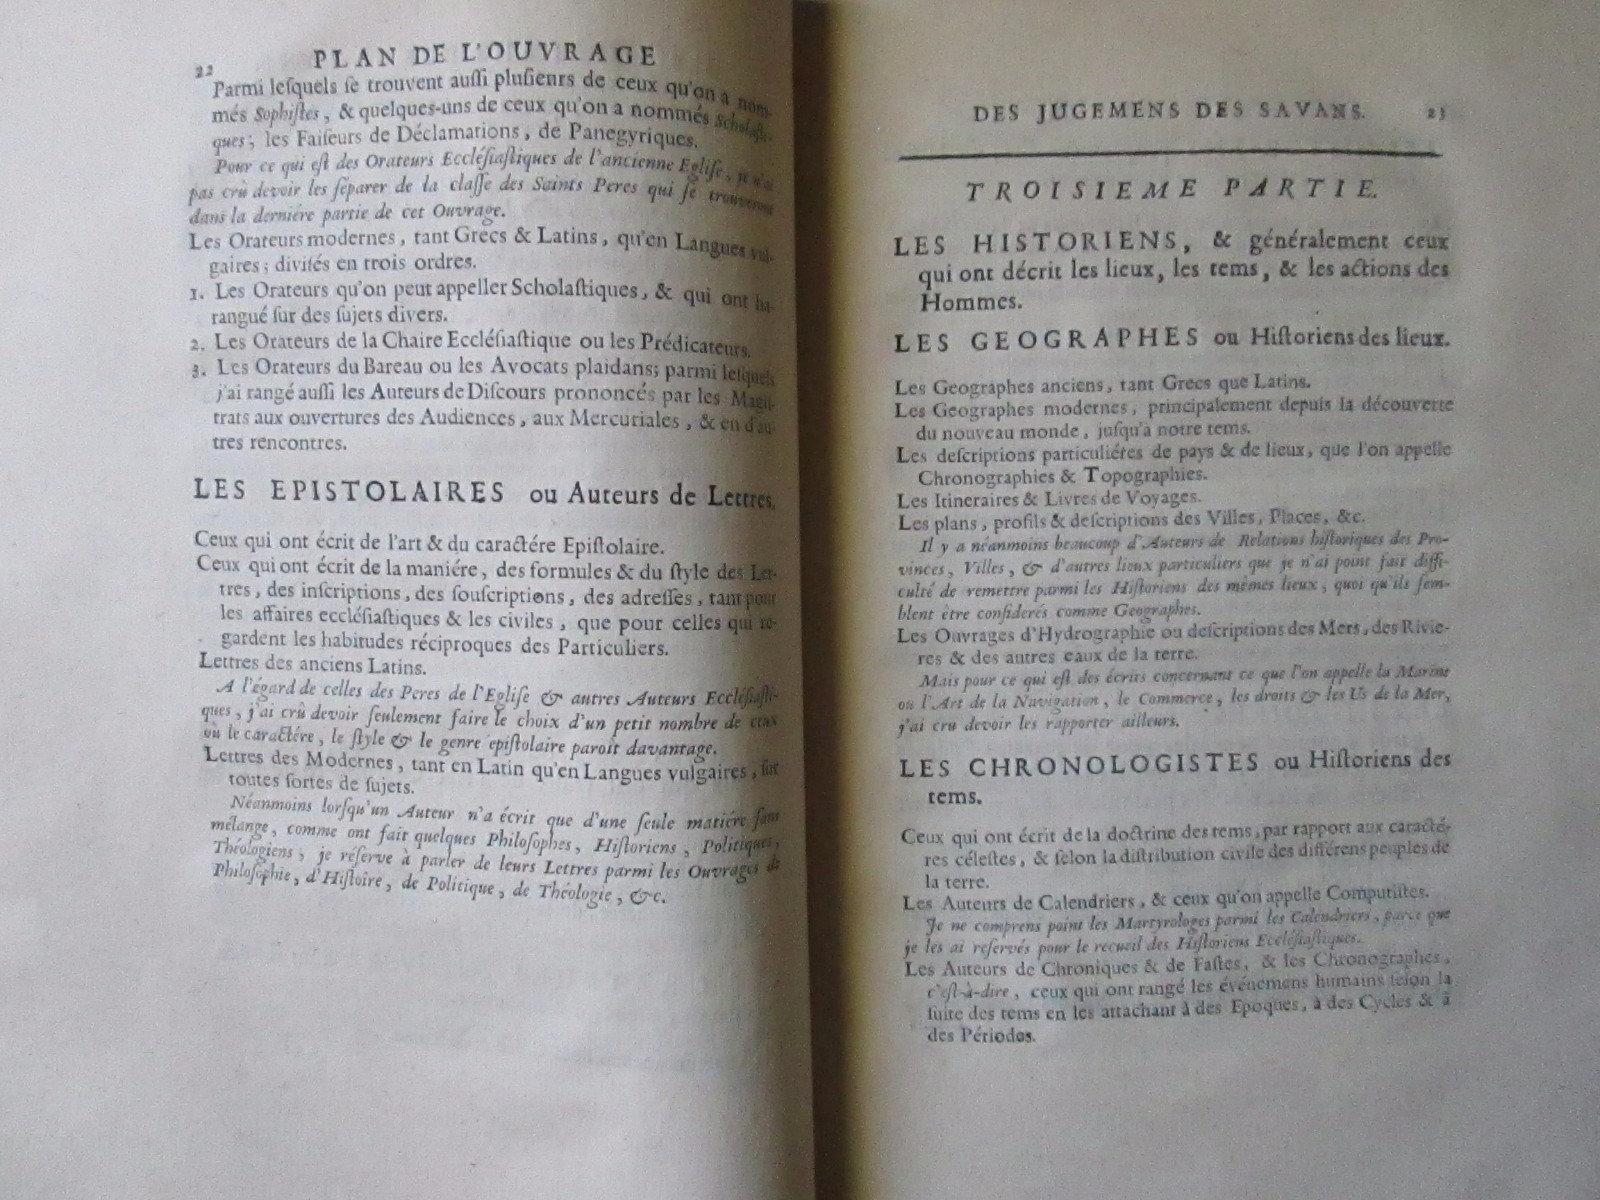 22 PLAN DE L'OUVRAGE
Parmi leſquels ſe trouvent auſſi pluſienrs de ceux qu'on a nom-
més Sophiſtes, & quelques-uns de ceux qu'on a nommés Scholaſti-
ques; les Faiſeurs de Déclamations, de Panegyriques.
Pour ce qui eſt des Orateurs Eccléſiaſtiques de l'ancienne Egliſe, je n'ai
pas crû devoir les ſéparer de la claſſe des Saints Peres qui ſe trouveront
dans la derniére partie de cet Ouvrage.
Les Orateurs modernes, tant Grecs & Latins, qu'en Langues vul-
gaires; diviſés en trois ordres.
1. Les Orateurs qu'on peut appeller Scholaſtiques, & qui ont ha-
rangué ſur des ſujets divers.
2. Les Orateurs de la Chaire Eccléſiaſtique ou les Prédicateurs.
3. Les Orateurs du Bareau ou les Avocats plaidans; parmi leſquels
j'ai rangé auſſi les Auteurs de Diſcours prononcés par les Magiſ-
trats aux ouvertures des Audiences, aux Mercuriales, & en d'au-
tres rencontres.
LES EPISTOLAIRES ou Auteurs de Lettres.
Ceux qui ont écrit de l'art & du caractére Epiſtolaire.
Ceux qui ont écrit de la maniére, des formules & du ſtyle des Let-
tres, des inſcriptions, des ſouſcriptions, des adreſſes, tant pour
les affaires eccléſiaſtiques & les civiles, que pour celles qui re-
gardent les habitudes réciproques des Particuliers.
Lettres des anciens Latins.
A l'égard de celles des Peres de l'Egliſe & autres Auteurs Eccléſiaſti-
ques, j'ai crû devoir ſeulement faire le choix d'un petit nombre de ceux
où le caractére, le ſtyle & le genre epiſtolaire paroit davantage.
Lettres des Modernes, tant en Latin qu'en Langues vulgaires, ſur
toutes ſortes de ſujets.
Néanmoins lorſqu'un Auteur n'a écrit que d'une ſeule matiére ſans
mélange, comme ont fait quelques Philoſophes, Hiſtoriens, Politiques,
Théologiens; je réſerve à parler de leurs Lettres parmi les Ouvrages de
Philoſophie, d'Hiſtoire, de Politique, de Théologie, &c.
DES JUGEMENS DES SAVANS. 23
TROISIEME PARTIE.
LES HISTORIENS, & généralement ceux
qui ont décrit les lieux, les tems, & les actions des
Hommes.
LES GEOGRAPHES ou Hiſtoriens des lieux.
Les Geographes anciens, tant Grecs que Latins.
Les Geographes modernes, principalement depuis la découverte
du nouveau monde, juſqu'a notre tems.
Les deſcriptions particuliéres de pays & de lieux, que l'on appelle
Chronographies & Topographies.
Les Itineraires & Livres de Voyages.
Les plans, profils & deſcriptions des Villes, Places, &c.
Il y a néanmoins beaucoup d'Auteurs de Relations hiſtoriques des Pro-
vinces, Villes, & d'autres lieux particuliers que je n'ai point fait diffi-
culté de remettre parmi les Hiſtoriens des mêmes lieux, quoi qu'ils ſem-
blent être conſiderés comme Geographes.
Les Ouvrages d'Hydrographie ou deſcriptions des Mers, des Rivie-
res & des autres eaux de la terre.
Mais pour ce qui eſt des écrits concernant ce que l'on appelle la Marine
ou l'Art de la Navigation, le Commerce, les droits & les Us de la Mer,
j'ai cru devoir les rapporter ailleurs.
LES CHRONOLOGISTES ou Hiſtoriens des
tems.
Ceux qui ont écrit de la doctrine des tems, par rapport aux caracté-
res céleſtes, & ſelon la diſtribution civile des différens peuples de
la terre.
Les Auteurs de Calendriers, & ceux qu'on appelle Computiſtes.
Je ne comprens point les Martyrologes parmi les Calendriers, parce que
je les ai reſervés pour le recueil des Hiſtoriens Eccléſiaſtiques.
Les Auteurs de Chroniques & de Faſtes, & les Chronographes,
c'eſt-à-dire, ceux qui ont rangé les événemens humains ſelon la
ſuite des tems en les attachant à des Epoques, à des Cycles & à
des Périodes.